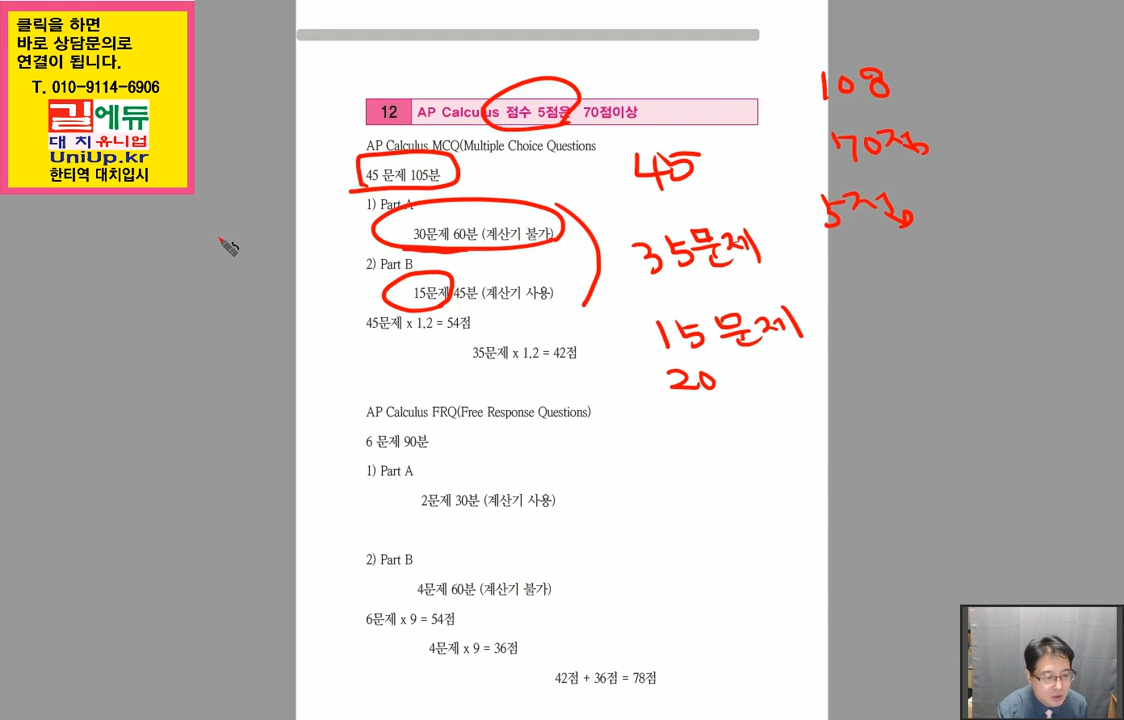 클릭을 하면
바로 상담문의로
연결이 됩니다.
T. 010-9114-6906
길에듀
대치유니업
UniUp.kr
한티역 대치입시
12 AP Calculus 점수 5점은 70점이상
AP Calculus MCQ(Multiple Choice Questions
45 문제 105분
1) Part A
30문제 60분 (계산기 불가)
2) Part B
15문제 45분 (계산기 사용)
45문제 x 1.2 = 54점
35문제 x 1.2 = 42점
AP Calculus FRQ(Free Response Questions)
6 문제 90분
1) Part A
2문제 30분 (계산기 사용)
2) Part B
4문제 60분 (계산기 불가)
6문제 x 9 = 54점
4문제 x 9 = 36점
42점 + 36점 = 78점
45
35문제
15문제
20
108
70점
5점